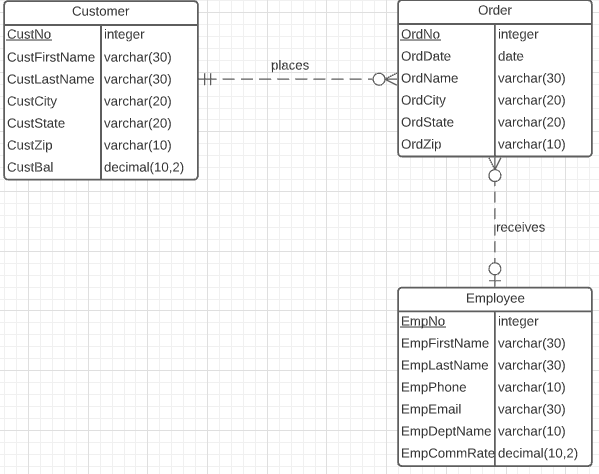 Customer
CustNo integer
CustFirstName varchar(30)
CustLastName varchar(30)
CustCity varchar(20)
CustState varchar(20)
CustZip varchar(10)
CustBal decimal(10,2)
places
Order
OrdNo integer
OrdDate date
OrdName varchar(30)
OrdCity varchar(20)
OrdState varchar(20)
OrdZip varchar(10)
receives
Employee
EmpNo integer
EmpFirstName varchar(30)
EmpLastName varchar(30)
EmpPhone varchar(10)
EmpEmail varchar(30)
EmpDeptName varchar(10)
EmpCommRate decimal(10,2)